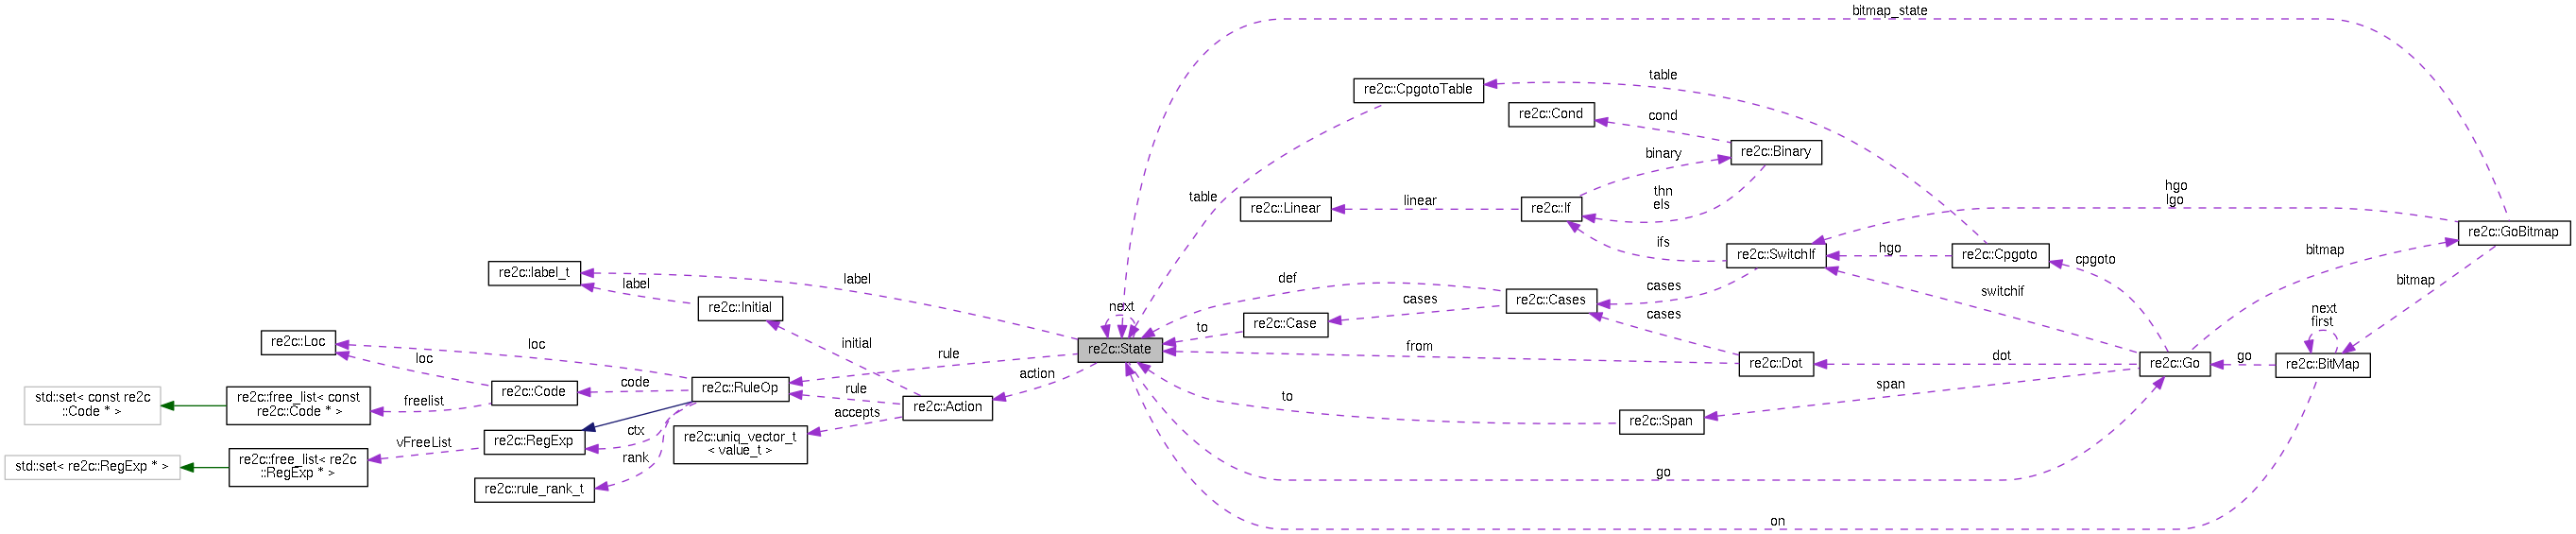 bitmap_state
table
re2c::CpgotoTable
re2c::Cond
cond
re2c::Binary
binary
table
re2c::Linear
linear
re2c::If
thn
els
hgo
lgo
re2c::GoBitmap
ifs
re2c::SwitchIf
hgo
re2c::Cpgoto
cpgoto
bitmap
bitmap
re2c::label_t
label
label
re2c::Initial
def
cases
switchif
next
cases
re2c::Cases
cases
next
first
re2c::Case
to
re2c::Loc
loc
loc
initial
re2c::State
from
re2c::Dot
dot
re2c::Go
go
re2c::BitMap
rule
action
std::set< const re2c
::Code * >
re2c::free_list< const
re2c::Code * >
freelist
re2c::Code
code
re2c::RuleOp
rule
re2c::Action
accepts
to
span
re2c::Span
std::set< re2c::RegExp * >
re2c::free_list< re2c
::RegExp * >
vFreeList
re2c::RegExp
ctx
rank
re2c::uniq_vector_t
< value_t >
re2c::rule_rank_t
go
on